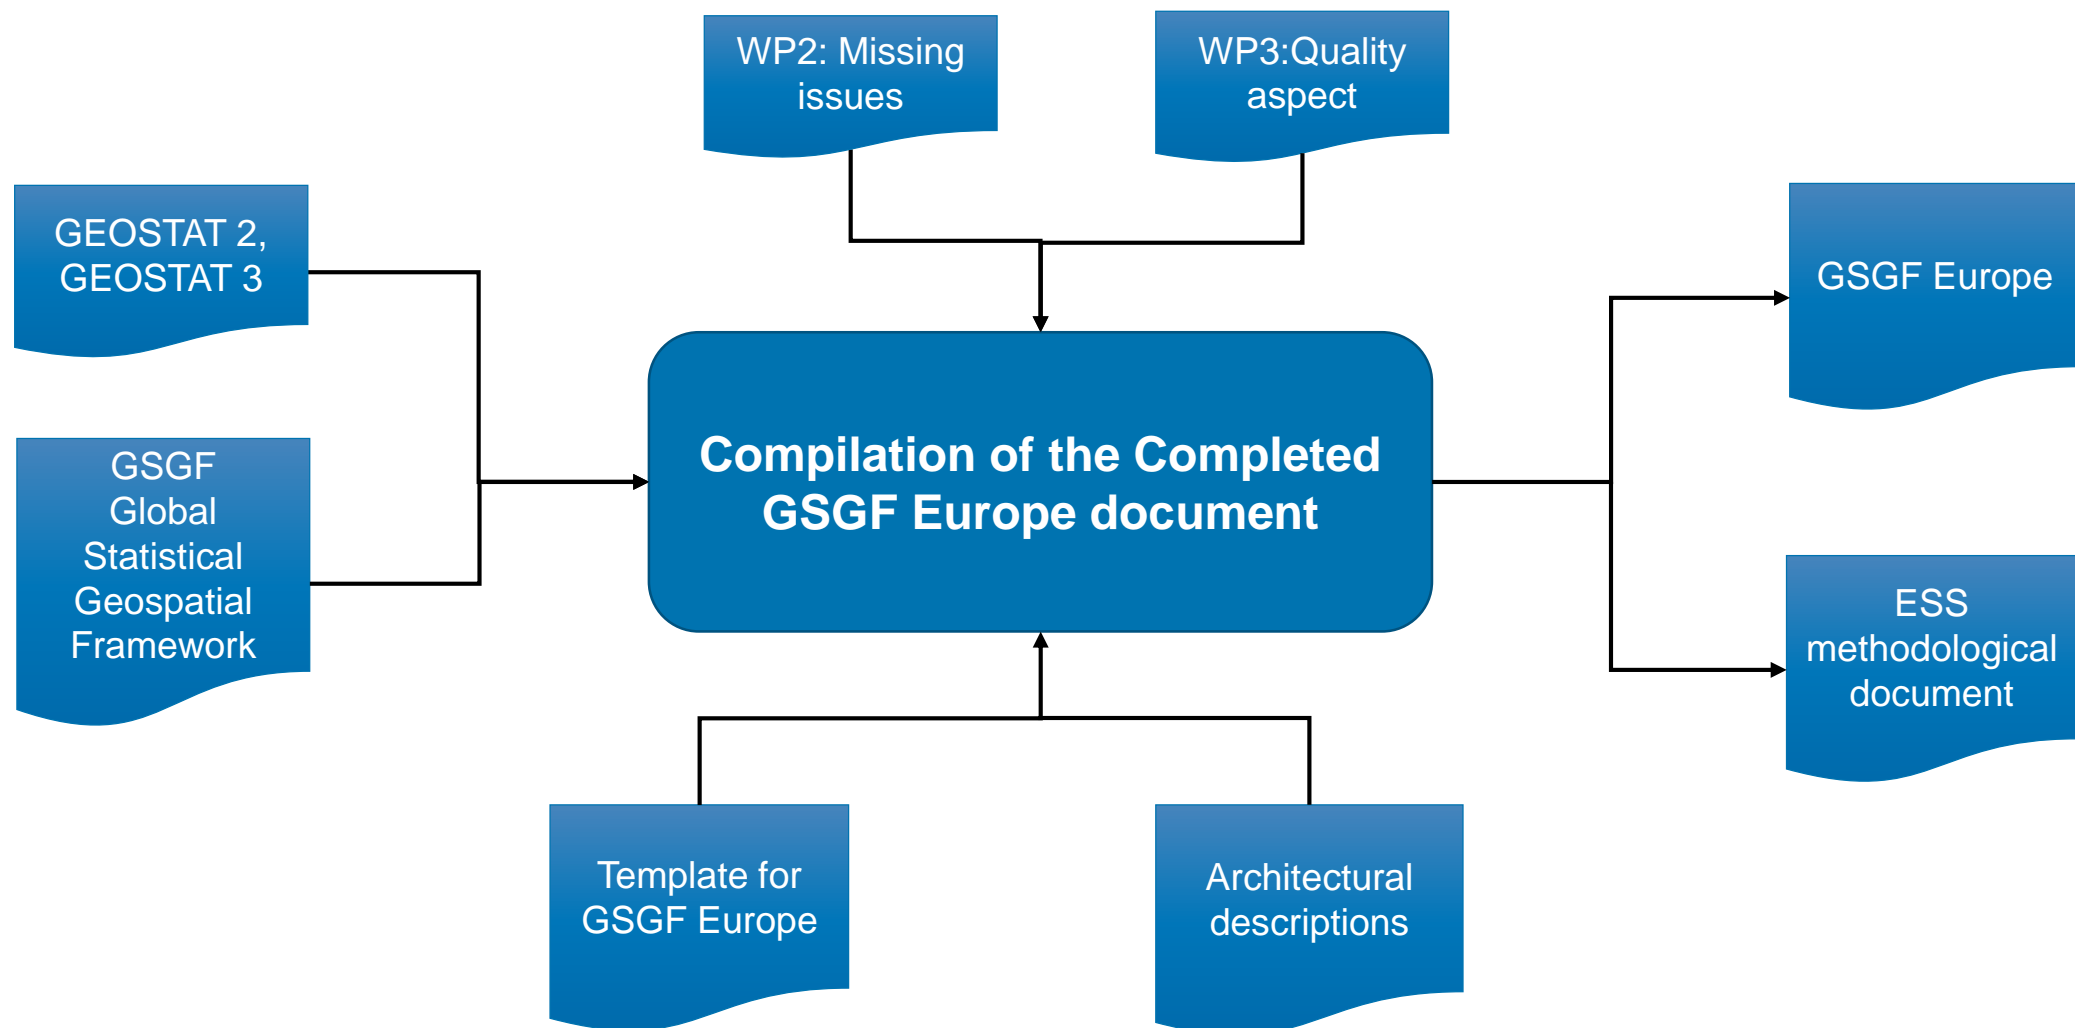 WP2: Missing
issues
WP3:Quality
aspect
GEOSTAT 2,
GEOSTAT 3
GSGF Europe
GSGF
Global
Statistical
Geospatial
Framework
Compilation of the Completed
GSGF Europe document
ESS
methodological
document
Template for
GSGF Europe
Architectural
descriptions